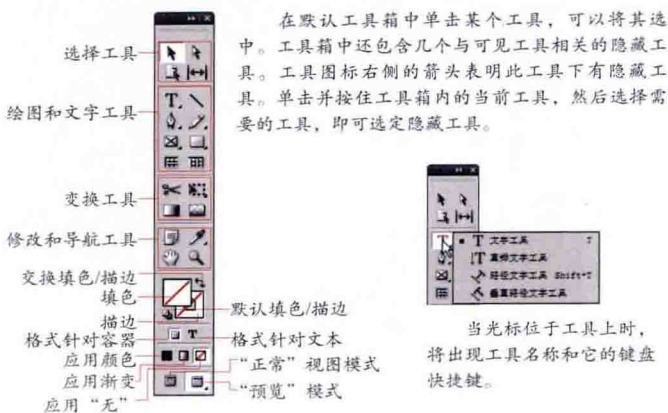 在默认工具箱中单击某个工具，可以将其选
中。工具箱中还包含几个与可见工具相关的隐藏工
具。工具图标右侧的箭头表明此工具下有隐藏工
具。单击并按住工具箱内的当前工具，然后选择需
要的工具，即可选定隐藏工具。
选择工具
绘图和文字工具
变换工具
修改和导航工具
交换填色/描边
填色
描边
格式针对容器
应用颜色
应用渐变
应用“无”
默认填色/描边
格式针对文本
“正常”视图模式
“预览”模式
T 文字工具 T
T 直排文字工具
路径文字工具 Shift+T
垂直路径文字工具
当光标位于工具上时，
将出现工具名称和它的键盘
快捷键。